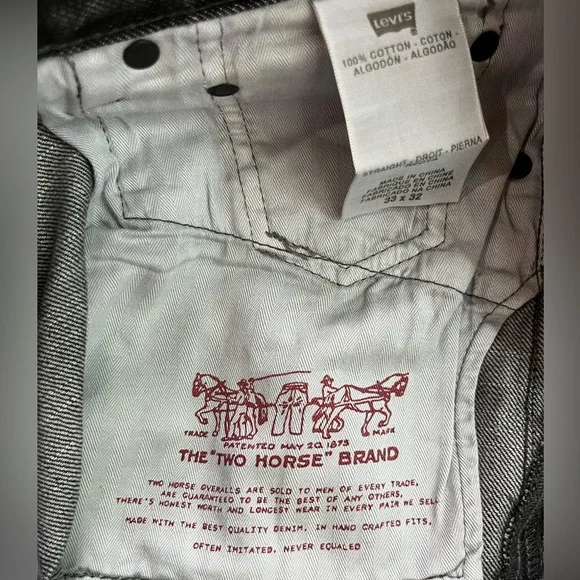 Levi's
100% COTTON - COTON -
ALGODÓN - ALGODÃO
STRAIGHT - DROIT - PIERNA
MADE IN CHINA
FABRIQUÉ EN CHINE
FABRICADO EN CHINA
33 X 32
TRADE MARK
PATENTED MAY 20 1873
THE "TWO HORSE" BRAND
TWO HORSE OVERALLS ARE SOLD TO MEN OF EVERY TRADE,
ARE GUARANTEED TO BE THE BEST OF ANY OTHERS,
THERE'S HONEST WORTH AND LONGEST WEAR IN EVERY PAIR WE SELL
MADE WITH THE BEST QUALITY DENIM, IN HAND CRAFTED FITS.
OFTEN IMITATED, NEVER EQUALED